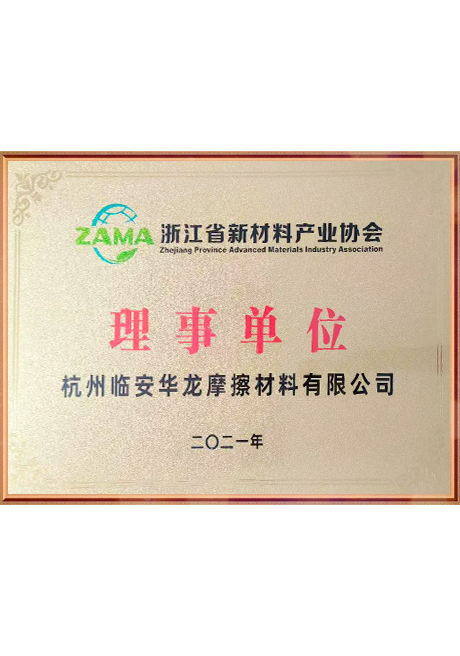 ZAMA 浙江省新材料产业协会
Zhejiang Province Advanced Materials Industry Association
理事单位
杭州临安华龙摩擦材料有限公司
二〇二一年